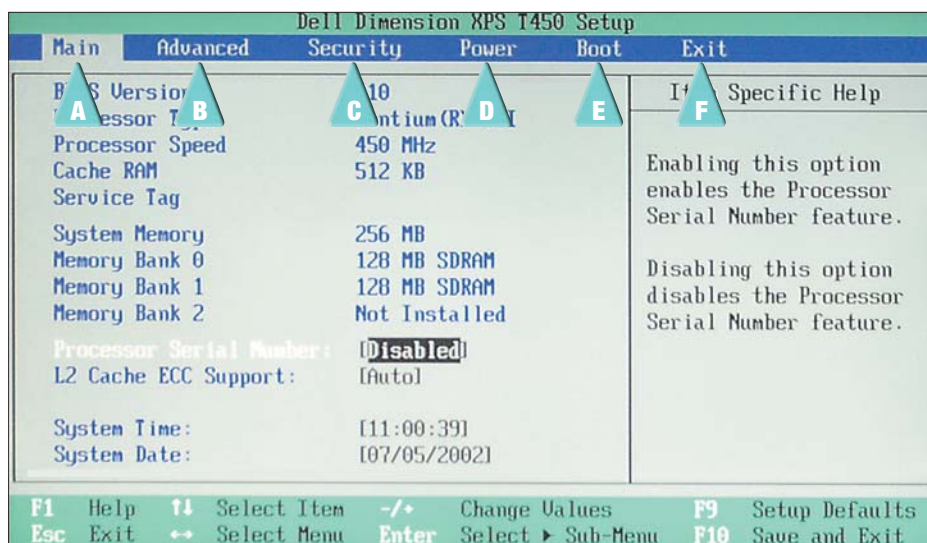 Dell Dimension XPS T450 Setup
Main Advanced Security Power Boot Exit
A B C D E F
Version 10 Specific Help
Processor Speed 450 MHz
Cache RAM 512 KB
Service Tag
System Memory 256 MB
Memory Bank 0 128 MB SDRAM
Memory Bank 1 128 MB SDRAM
Memory Bank 2 Not Installed
Processor Serial Number: [Disabled]
L2 Cache ECC Support: [Auto]
System Time: [11:00:39]
System Date: [07/05/2002]
Enabling this option
enables the Processor
Serial Number feature.
Disabling this option
disables the Processor
Serial Number feature.
F1 Help ↑↓ Select Item -/+ Change Values F9 Setup Defaults
Esc Exit ↔ Select Menu Enter Select ▶ Sub-Menu F10 Save and Exit